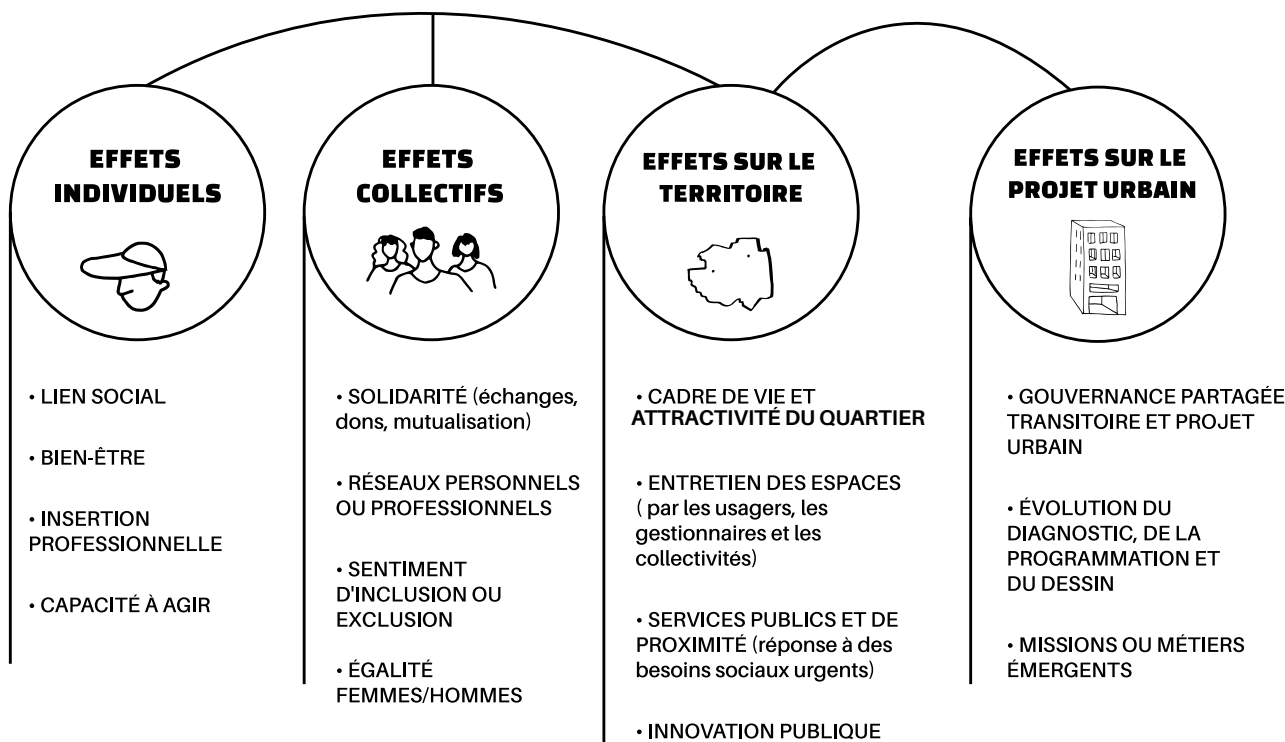 EFFETS
INDIVIDUELS
• LIEN SOCIAL
• BIEN-ÊTRE
• INSERTION
PROFESSIONNELLE
• CAPACITÉ À AGIR
EFFETS
COLLECTIFS
• SOLIDARITÉ (échanges,
dons, mutualisation)
• RÉSEAUX PERSONNELS
OU PROFESSIONNELS
• SENTIMENT
D'INCLUSION OU
EXCLUSION
• ÉGALITÉ
FEMMES/HOMMES
EFFETS SUR LE
TERRITOIRE
• CADRE DE VIE ET
ATTRACTIVITÉ DU QUARTIER
• ENTRETIEN DES ESPACES
( par les usagers, les
gestionnaires et les
collectivités)
• SERVICES PUBLICS ET DE
PROXIMITÉ (réponse à des
besoins sociaux urgents)
• INNOVATION PUBLIQUE
EFFETS SUR LE
PROJET URBAIN
• GOUVERNANCE PARTAGÉE
TRANSITOIRE ET PROJET
URBAIN
• ÉVOLUTION DU
DIAGNOSTIC, DE LA
PROGRAMMATION ET
DU DESSIN
• MISSIONS OU MÉTIERS
ÉMERGENTS